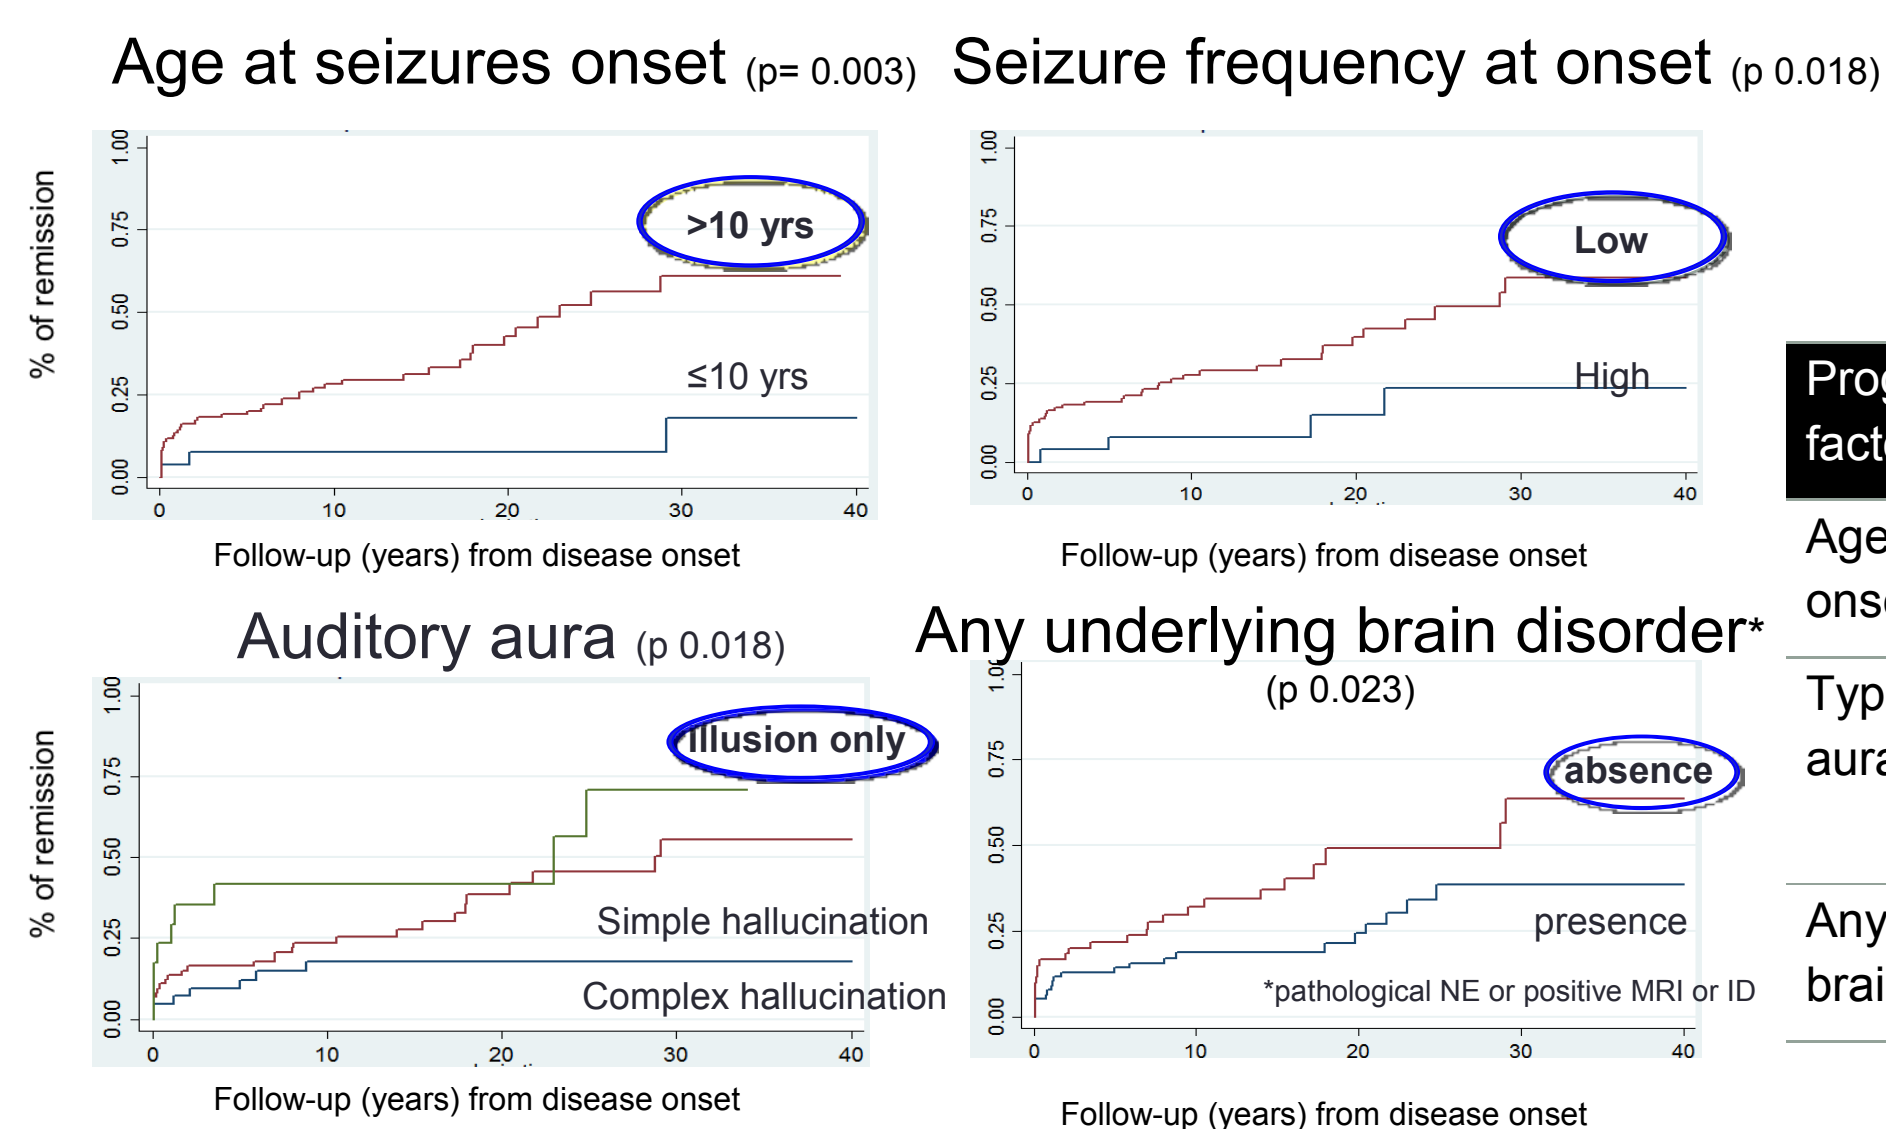 Age at seizures onset (p= 0.003)
Seizure frequency at onset (p 0.018)
% of remission
1.00
0.75
0.50
0.25
0.00
>10 yrs
≤10 yrs
0 10 20 30 40
Follow-up (years) from disease onset
1.00
0.75
0.50
0.25
0.00
Low
High
0 10 20 30 40
Follow-up (years) from disease onset
Auditory aura (p 0.018)
% of remission
1.00
0.75
0.50
0.25
0.00
Illusion only
Simple hallucination
Complex hallucination
0 10 20 30 40
Follow-up (years) from disease onset
Any underlying brain disorder*
(p 0.023)
1.00
0.75
0.50
0.25
0.00
absence
presence
*pathological NE or positive MRI or ID
0 10 20 30 40
Follow-up (years) from disease onset
Age
Any